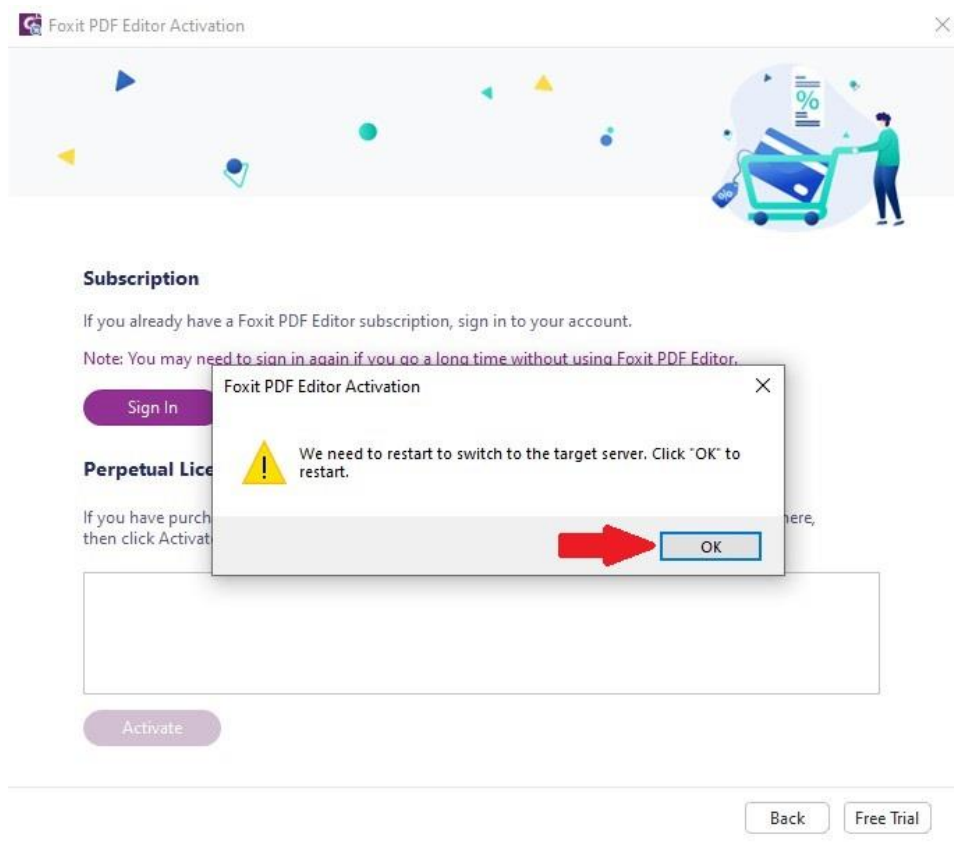 Foxit PDF Editor Activation
%
%
Subscription
If you already have a Foxit PDF Editor subscription, sign in to your account.
Note: You may need to sign in again if you go a long time without using Foxit PDF Editor.
Foxit PDF Editor Activation
Sign In
We need to restart to switch to the target server. Click "OK" to
restart.
Perpetual Lice
If you have purch
here,
then click Activat
OK
Activate
Back
Free Trial